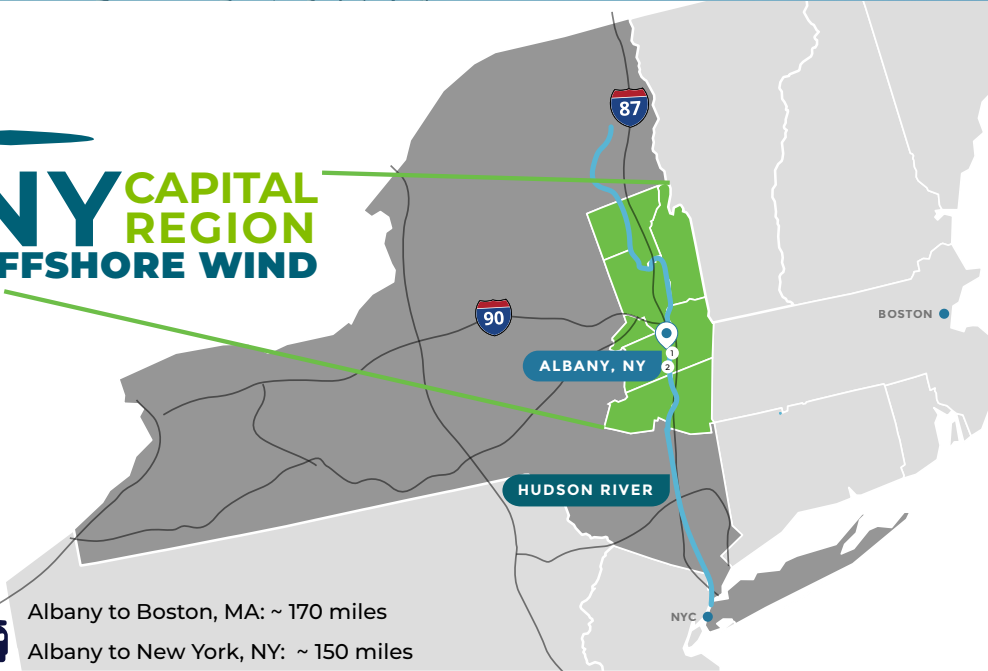 87
NY CAPITAL
REGION
FFSHORE WIND
90
BOSTON
1
ALBANY, NY
2
HUDSON RIVER
Albany to Boston, MA: ~ 170 miles
NYC
Albany to New York, NY: ~ 150 miles